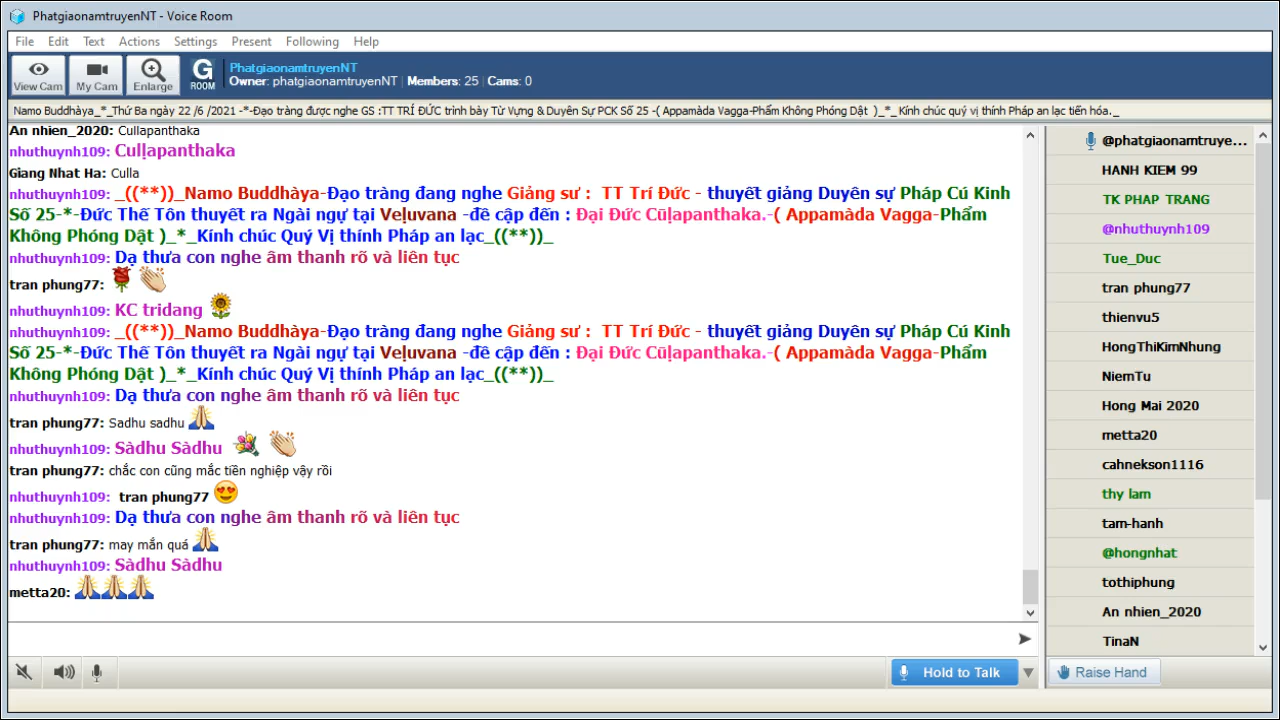 PhatgiaonamtruyenNT - Voice Room
File Edit Text Actions Settings Present Following Help
View Cam My Cam Enlarge G ROOM
PhatgiaonamtruyenNT
Owner: phatgiaonamtruyenNT | Members: 25 | Cams: 0
Namo Buddhàya_*_Thứ Ba ngày 22 /6 /2021 -*-Đạo tràng được nghe GS :TT TRÍ ĐỨC trình bày Từ Vựng & Duyên Sự PCK Số 25 -( Appamàda Vagga-Phẩm Không Phóng Dật )_*_Kính chúc quý vị thính Pháp an lạc tiến hóa._
An nhien_2020: Cullapanthaka
nhuthuynh109: Cuḷḷapanthaka
Giang Nhat Ha: Culla
nhuthuynh109: _((**))_Namo Buddhàya-Đạo tràng đang nghe Giảng sư : TT Trí Đức - thuyết giảng Duyên sự Pháp Cú Kinh
Số 25-*-Đức Thế Tôn thuyết ra Ngài ngự tại Veḷuvana -đề cập đến : Đại Đức Cūḷapanthaka.-( Appamàda Vagga-Phẩm
Không Phóng Dật )_*_Kính chúc Quý Vị thính Pháp an lạc_((**))_
nhuthuynh109: Dạ thưa con nghe âm thanh rõ và liên tục
tran phung77:
nhuthuynh109: KC tridang
nhuthuynh109: _((**))_Namo Buddhàya-Đạo tràng đang nghe Giảng sư : TT Trí Đức - thuyết giảng Duyên sự Pháp Cú Kinh
Số 25-*-Đức Thế Tôn thuyết ra Ngài ngự tại Veḷuvana -đề cập đến : Đại Đức Cūḷapanthaka.-( Appamàda Vagga-Phẩm
Không Phóng Dật )_*_Kính chúc Quý Vị thính Pháp an lạc_((**))_
nhuthuynh109: Dạ thưa con nghe âm thanh rõ và liên tục
tran phung77: Sadhu sadhu
nhuthuynh109: Sàdhu Sàdhu
tran phung77: chắc con cũng mắc tiền nghiệp vậy rồi
nhuthuynh109: tran phung77
nhuthuynh109: Dạ thưa con nghe âm thanh rõ và liên tục
tran phung77: may mắn quá
nhuthuynh109: Sàdhu Sàdhu
metta20:
@phatgiaonamtruye...
HANH KIEM 99
TK PHAP TRANG
@nhuthuynh109
Tue_Duc
tran phung77
thienvu5
HongThiKimNhung
NiemTu
Hong Mai 2020
metta20
cahnekson1116
thy lam
tam-hanh
@hongnhat
tothiphung
An nhien_2020
TinaN
Hold to Talk
Raise Hand